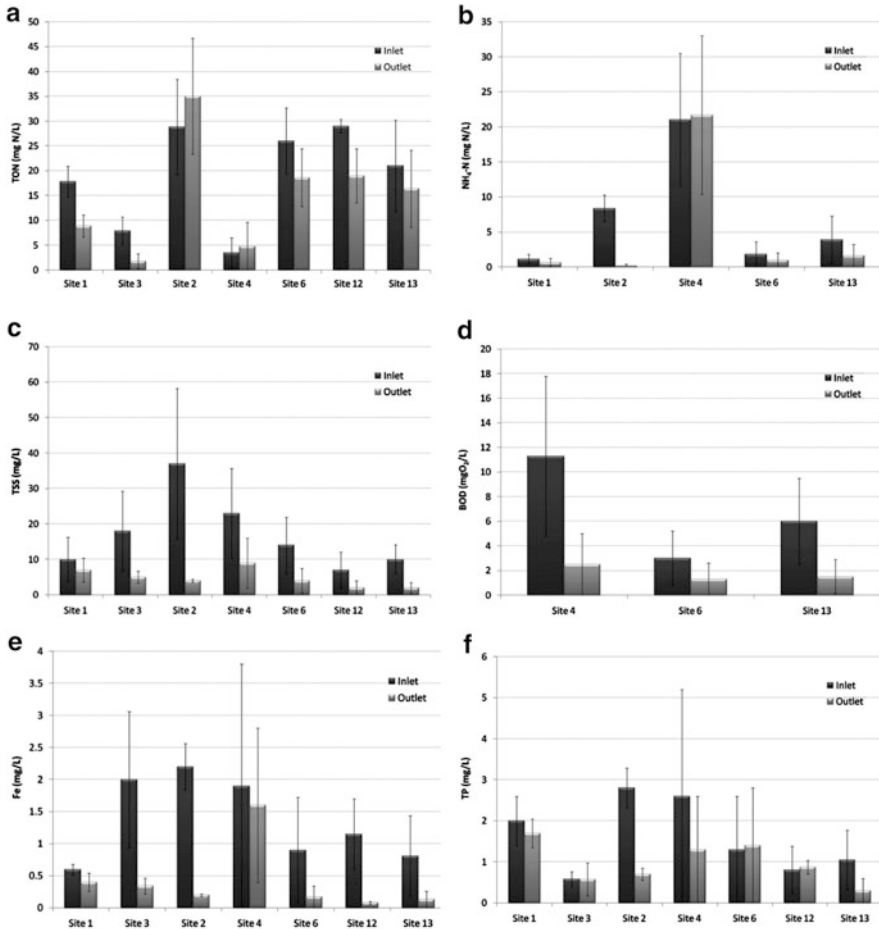 a
50
45
40
35
30
25
20
15
10
5
0
TON (mg N/L)
Inlet
Outlet
Site 1 Site 3 Site 2 Site 4 Site 6 Site 12 Site 13
b
35
30
25
20
15
10
5
0
NH₄-N (mg N/L)
Inlet
Outlet
Site 1 Site 2 Site 4 Site 6 Site 13
c
70
60
50
40
30
20
10
0
TSS (mg/L)
Inlet
Outlet
Site 1 Site 3 Site 2 Site 4 Site 6 Site 12 Site 13
d
20
18
16
14
12
10
8
6
4
2
0
BOD (mgO₂/L)
Inlet
Outlet
Site 4 Site 6 Site 13
e
4
3.5
3
2.5
2
1.5
1
0.5
0
Fe (mg/L)
Inlet
Outlet
Site 1 Site 3 Site 2 Site 4 Site 6 Site 12 Site 13
f
6
5
4
3
2
1
0
TP (mg/L)
Inlet
Outlet
Site 1 Site 3 Site 2 Site 4 Site 6 Site 12 Site 13